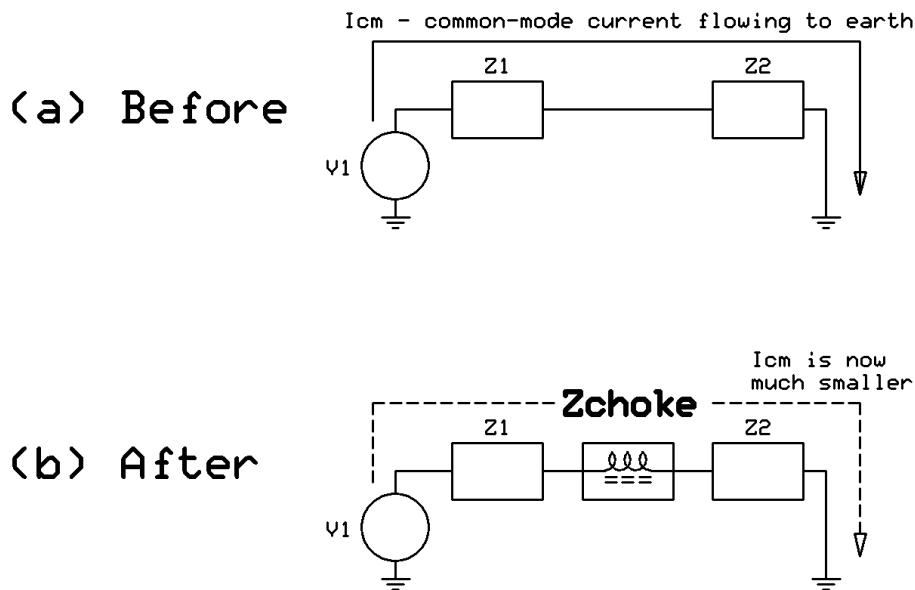 Icm - common-mode current flowing to earth
Z1
Z2
(a) Before
V1
Icm is now
much smaller
Zchoke
Z1
Z2
(b) After
V1